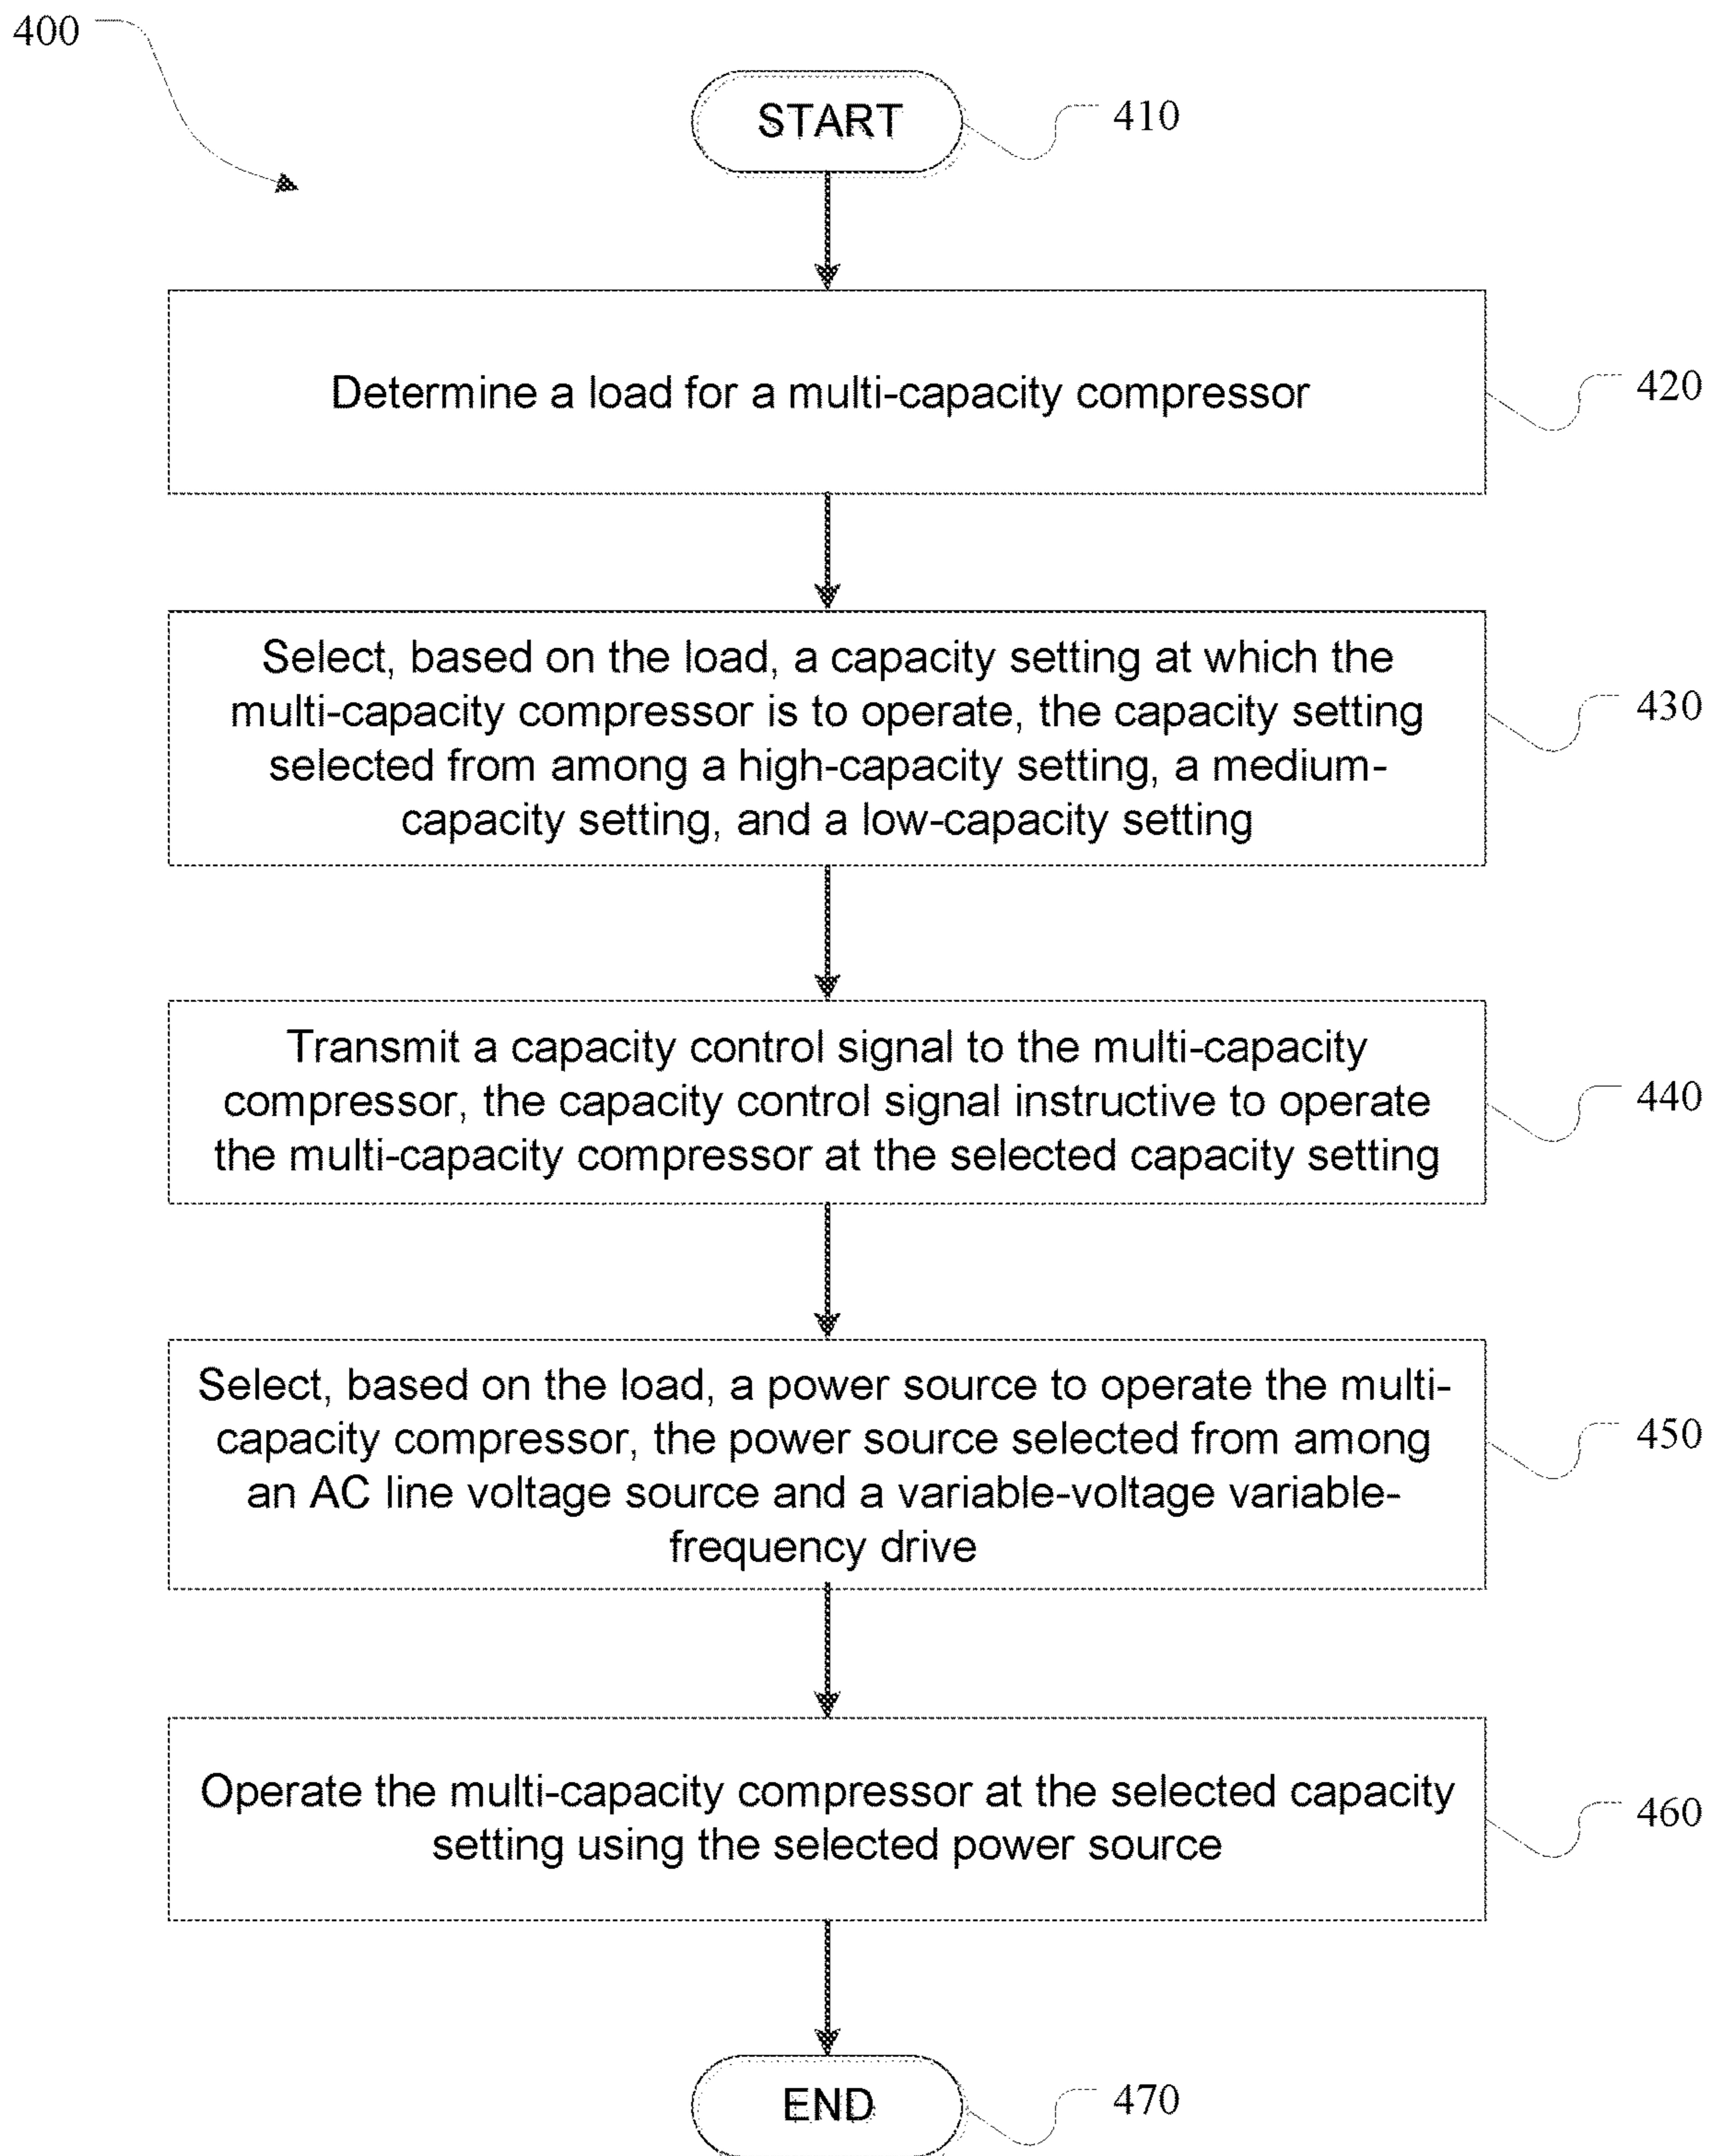 400
START
410
Determine a load for a multi-capacity compressor
420
Select, based on the load, a capacity setting at which the
multi-capacity compressor is to operate, the capacity setting
selected from among a high-capacity setting, a medium-
capacity setting, and a low-capacity setting
430
Transmit a capacity control signal to the multi-capacity
compressor, the capacity control signal instructive to operate
the multi-capacity compressor at the selected capacity setting
440
Select, based on the load, a power source to operate the multi-
capacity compressor, the power source selected from among
an AC line voltage source and a variable-voltage variable-
frequency drive
450
Operate the multi-capacity compressor at the selected capacity
setting using the selected power source
460
END
470